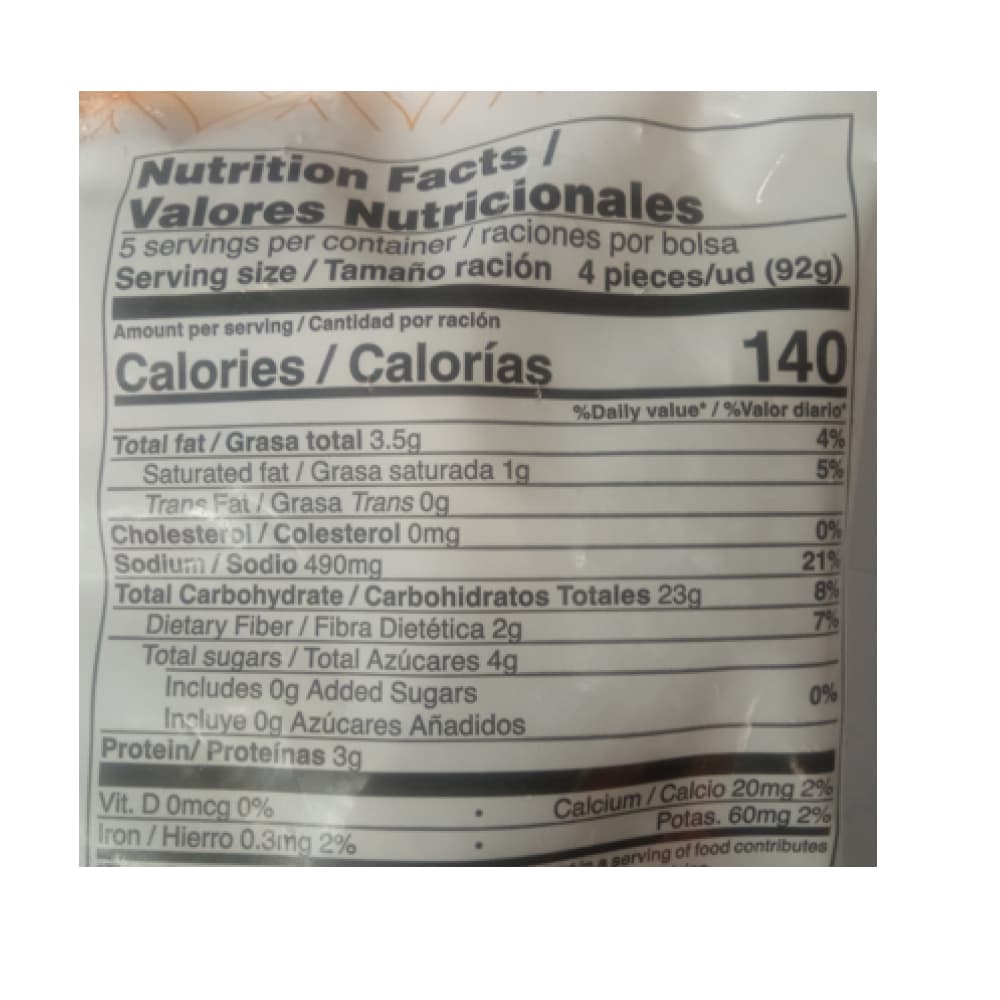 Nutrition Facts /
Valores Nutricionales
5 servings per container / raciones por bolsa
Serving size / Tamaño ración 4 pieces/ud (92g)
Amount per serving / Cantidad por ración
Calories / Calorías 140
%Daily value* / %Valor diario*
Total fat / Grasa total 3.5g 4%
Saturated fat / Grasa saturada 1g 5%
Trans Fat / Grasa Trans 0g
Cholesterol / Colesterol 0mg 0%
Sodium / Sodio 490mg 21%
Total Carbohydrate / Carbohidratos Totales 23g 8%
Dietary Fiber / Fibra Dietética 2g 7%
Total sugars / Total Azúcares 4g
Includes 0g Added Sugars 0%
Incluye 0g Azúcares Añadidos
Protein/ Proteínas 3g
Vit. D 0mcg 0% • Calcium / Calcio 20mg 2%
Iron / Hierro 0.3mg 2% • Potas. 60mg 2%
in a serving of food contributes